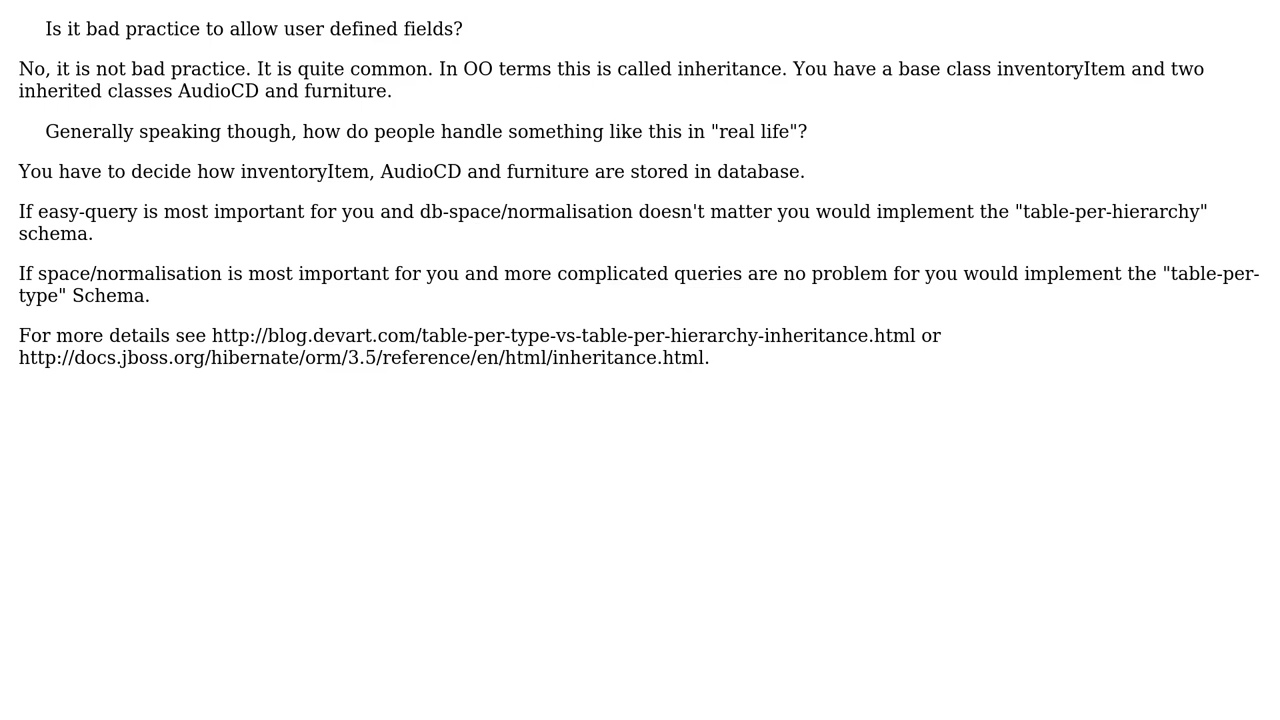 Is it bad practice to allow user defined fields?
No, it is not bad practice. It is quite common. In OO terms this is called inheritance. You have a base class inventoryItem and two
inherited classes AudioCD and furniture.
Generally speaking though, how do people handle something like this in "real life"?
You have to decide how inventoryItem, AudioCD and furniture are stored in database.
If easy-query is most important for you and db-space/normalisation doesn't matter you would implement the "table-per-hierarchy"
schema.
If space/normalisation is most important for you and more complicated queries are no problem for you would implement the "table-per-
type" Schema.
For more details see http://blog.devart.com/table-per-type-vs-table-per-hierarchy-inheritance.html or
http://docs.jboss.org/hibernate/orm/3.5/reference/en/html/inheritance.html.